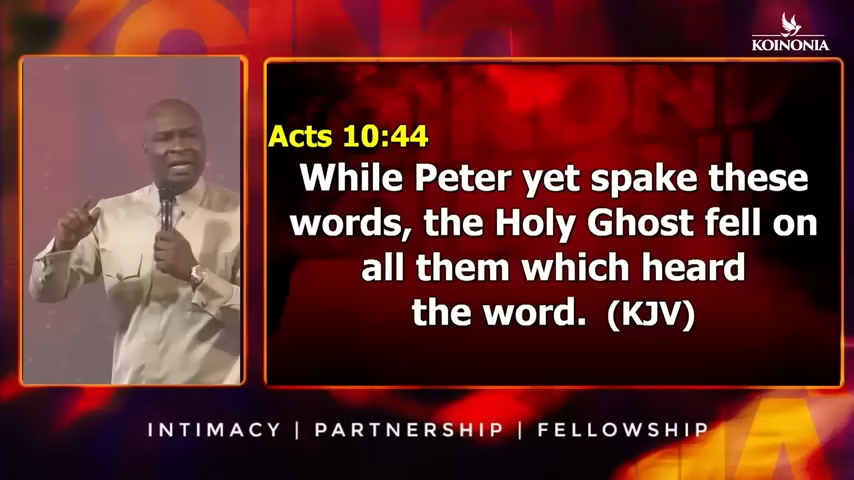 KOINONIA
Acts 10:44
While Peter yet spake these
words, the Holy Ghost fell on
all them which heard
the word. (KJV)
INTIMACY | PARTNERSHIP | FELLOWSHIP